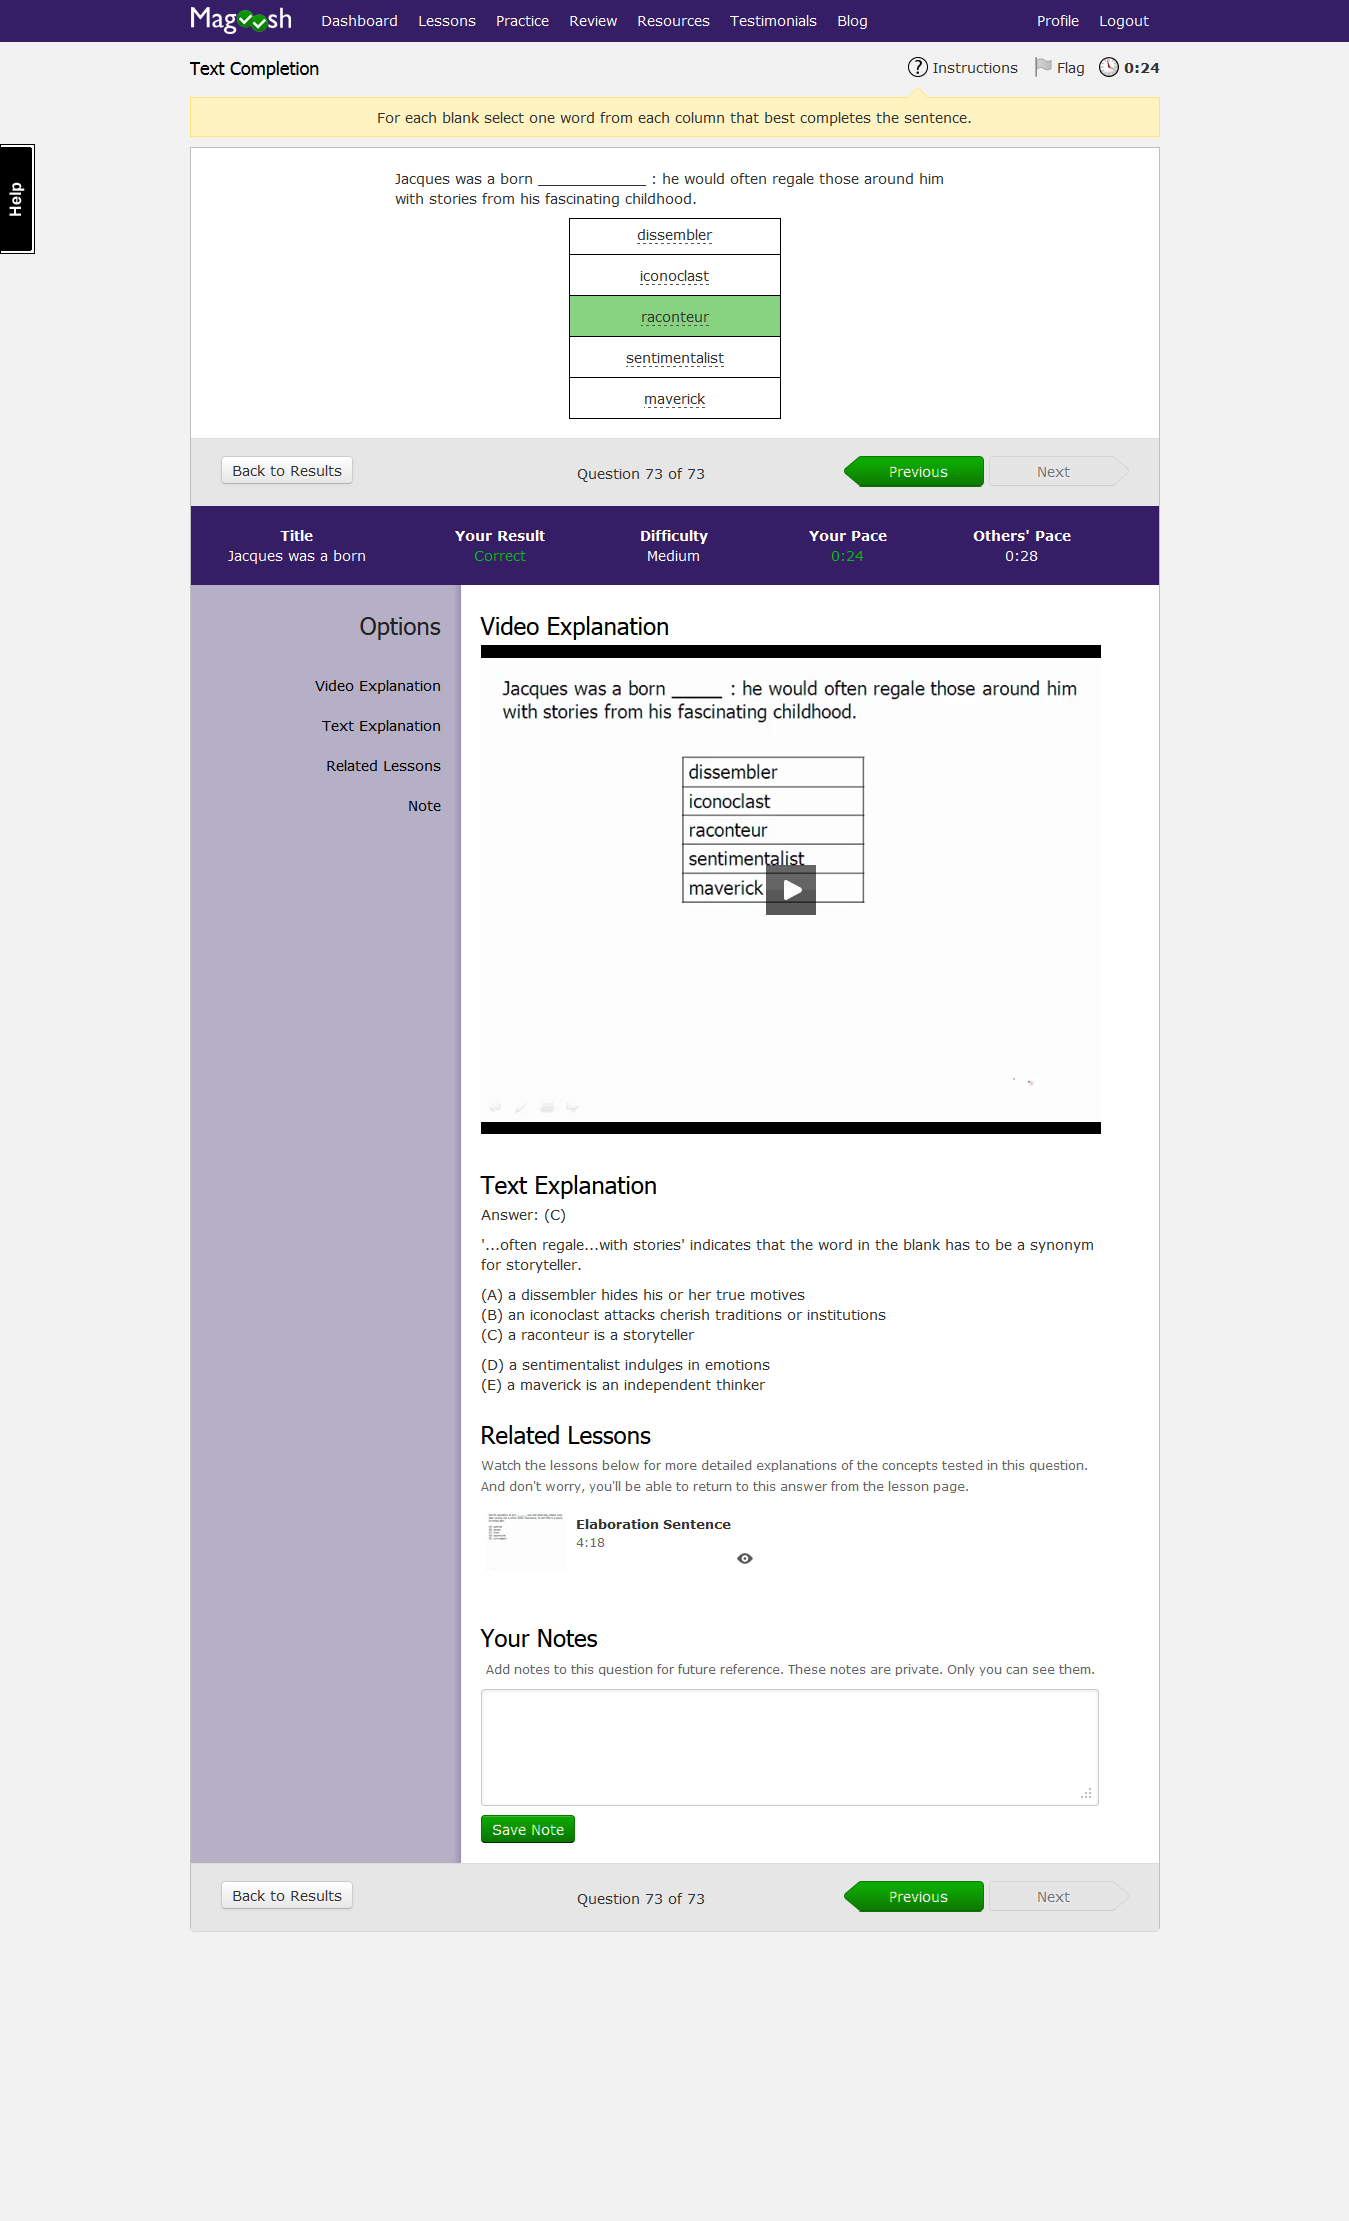 Magoosh Dashboard Lessons Practice Review Resources Testimonials Blog Profile Logout
Text Completion Instructions Flag 0:24
For each blank select one word from each column that best completes the sentence.
Help
Jacques was a born _____________ : he would often regale those around him
with stories from his fascinating childhood.
dissembler
iconoclast
raconteur
sentimentalist
maverick
Back to Results Question 73 of 73 Previous Next
Title Your Result Difficulty Your Pace Others' Pace
Jacques was a born Correct Medium 0:24 0:28
Options
Video Explanation
Text Explanation
Related Lessons
Note
Video Explanation
Jacques was a born _____ : he would often regale those around him
with stories from his fascinating childhood.
dissembler
iconoclast
raconteur
sentimentalist
maverick
Text Explanation
Answer: (C)
'...often regale...with stories' indicates that the word in the blank has to be a synonym
for storyteller.
(A) a dissembler hides his or her true motives
(B) an iconoclast attacks cherish traditions or institutions
(C) a raconteur is a storyteller
(D) a sentimentalist indulges in emotions
(E) a maverick is an independent thinker
Related Lessons
Watch the lessons below for more detailed explanations of the concepts tested in this question.
And don't worry, you'll be able to return to this answer from the lesson page.
Elaboration Sentence
4:18
Your Notes
Add notes to this question for future reference. These notes are private. Only you can see them.
Save Note
Back to Results Question 73 of 73 Previous Next